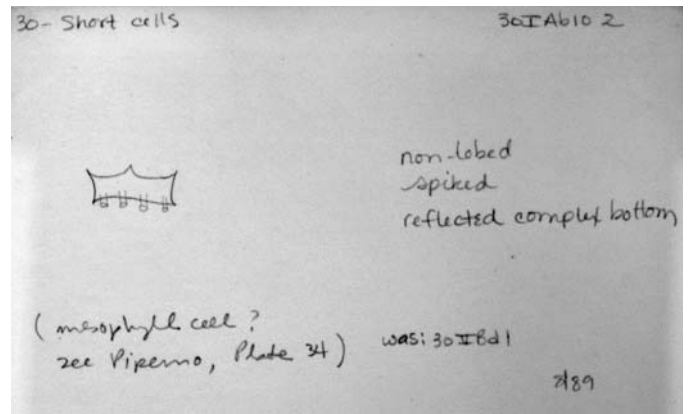 30- Short cells
30IAb10 2
non-lobed
spiked
reflected complex bottom
(mesophyll cell?
see Piperno, Plate 34)
was: 30IIBd1
2/89